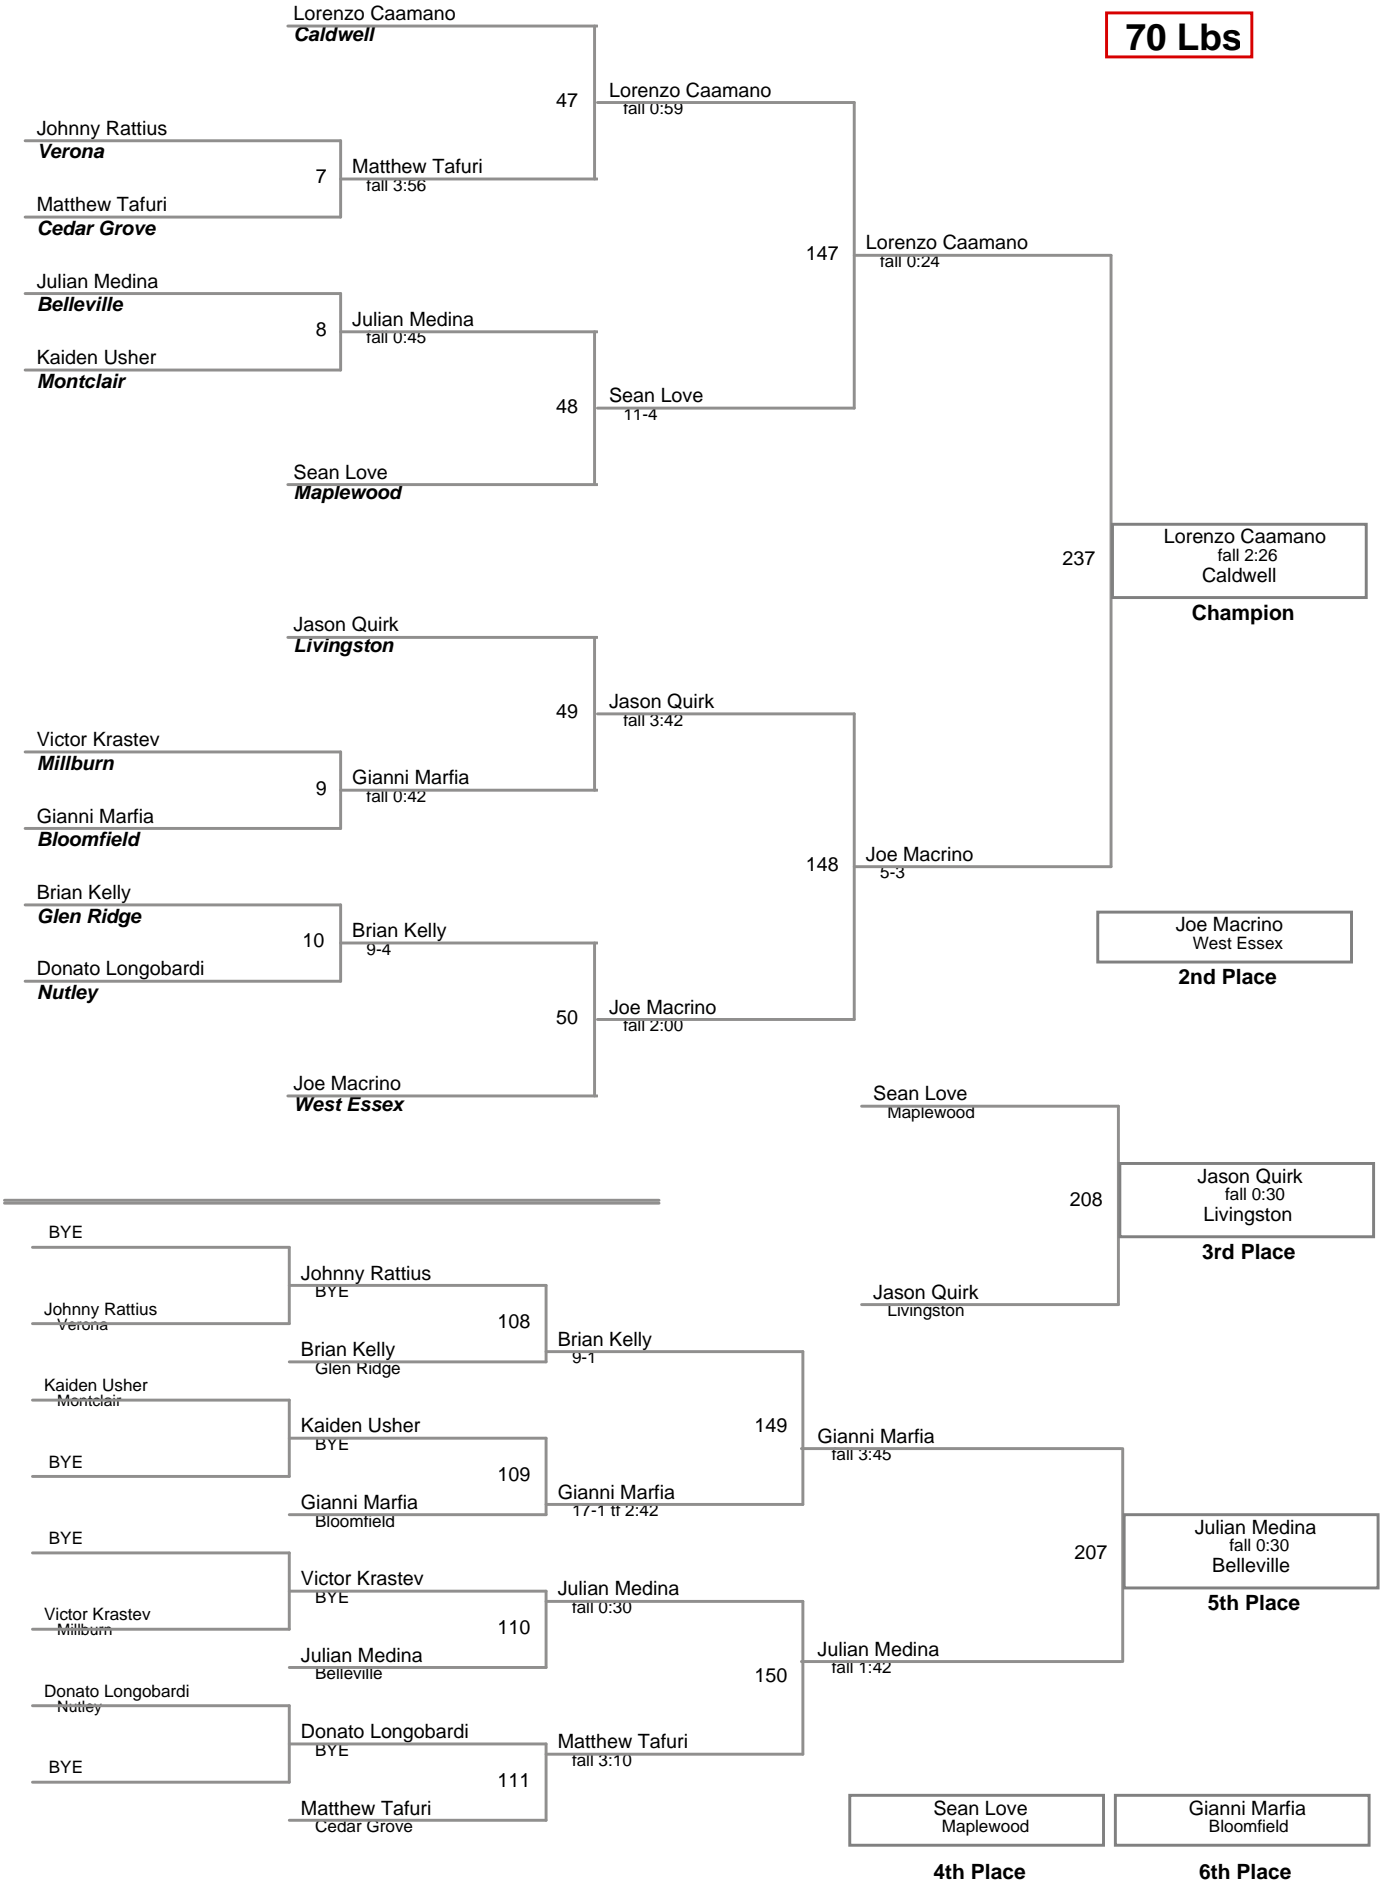 Lorenzo Caamano
Caldwell
70 Lbs
47
Lorenzo Caamano
fall 0:59
Johnny Rattius
Verona
7
Matthew Tafuri
fall 3:56
Matthew Tafuri
Cedar Grove
147
Lorenzo Caamano
fall 0:24
Julian Medina
Belleville
8
Julian Medina
fall 0:45
Kaiden Usher
Montclair
48
Sean Love
11-4
Sean Love
Maplewood
237
Lorenzo Caamano
fall 2:26
Caldwell
Champion
Jason Quirk
Livingston
49
Jason Quirk
fall 3:42
Victor Krastev
Millburn
9
Gianni Marfia
fall 0:42
Gianni Marfia
Bloomfield
148
Joe Macrino
5-3
Brian Kelly
Glen Ridge
10
Brian Kelly
9-4
Donato Longobardi
Nutley
Joe Macrino
West Essex
2nd Place
50
Joe Macrino
fall 2:00
Joe Macrino
West Essex
Sean Love
Maplewood
208
Jason Quirk
fall 0:30
Livingston
3rd Place
Jason Quirk
Livingston
BYE
Johnny Rattius
BYE
Johnny Rattius
Verona
108
Brian Kelly
9-1
Brian Kelly
Glen Ridge
Kaiden Usher
Montclair
Kaiden Usher
BYE
149
Gianni Marfia
fall 3:45
BYE
109
Gianni Marfia
17-1 tf 2:42
Gianni Marfia
Bloomfield
BYE
207
Julian Medina
fall 0:30
Belleville
5th Place
Victor Krastev
BYE
Julian Medina
fall 0:30
Victor Krastev
Millburn
110
Julian Medina
Belleville
150
Julian Medina
fall 1:42
Donato Longobardi
Nutley
Donato Longobardi
BYE
Matthew Tafuri
fall 3:10
BYE
111
Matthew Tafuri
Cedar Grove
Sean Love
Maplewood
4th Place
Gianni Marfia
Bloomfield
6th Place